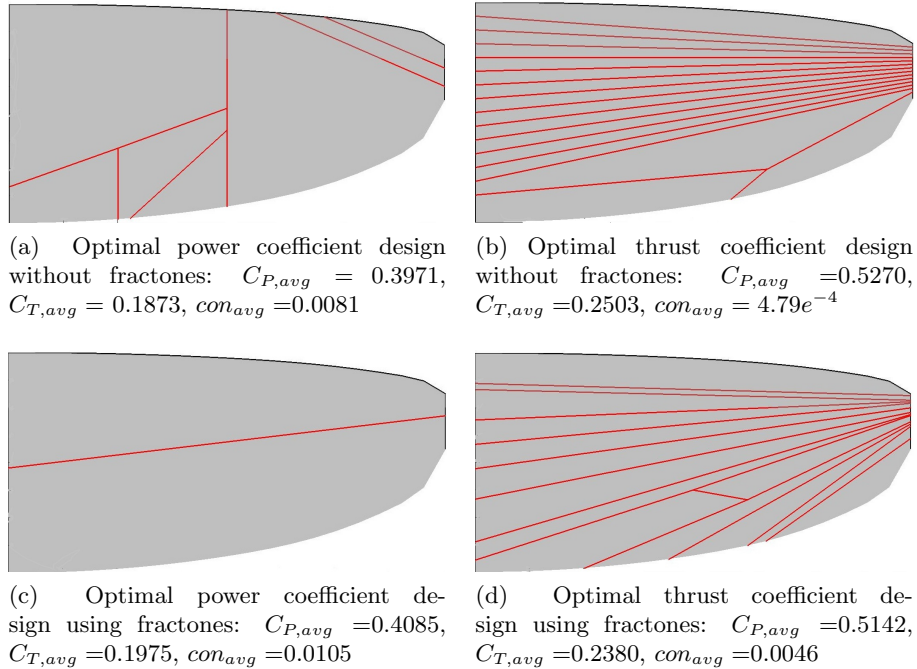 (a) Optimal power coefficient design
without fractones: $C_{P,avg}$ = 0.3971,
$C_{T,avg}$ = 0.1873, $con_{avg}$ =0.0081
(b) Optimal thrust coefficient design
without fractones: $C_{P,avg}$ =0.5270,
$C_{T,avg}$ =0.2503, $con_{avg}$ = $4.79e^{-4}$
(c) Optimal power coefficient de-
sign using fractones: $C_{P,avg}$ =0.4085,
$C_{T,avg}$ =0.1975, $con_{avg}$ =0.0105
(d) Optimal thrust coefficient de-
sign using fractones: $C_{P,avg}$ =0.5142,
$C_{T,avg}$ =0.2380, $con_{avg}$ =0.0046